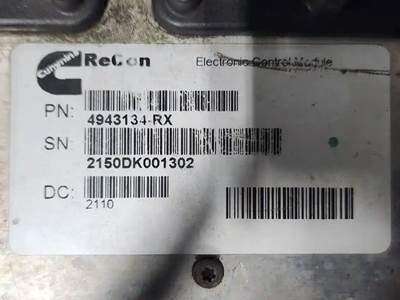 Cummins ReCon Electronic Control Module
PN: 4943134-RX
SN: 2150DK001302
DC: 2110